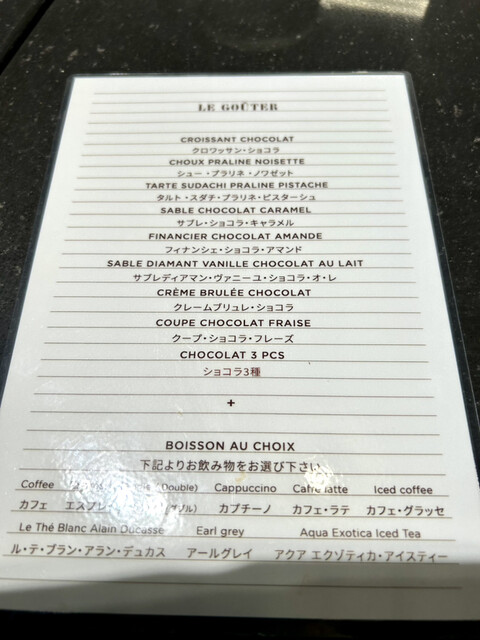 LE GOÛTER
CROISSANT CHOCOLAT
クロワッサン・ショコラ
CHOUX PRALINE NOISETTE
シュー・プラリネ・ノワゼット
TARTE SUDACHI PRALINE PISTACHE
タルト・スダチ・プラリネ・ピスターシュ
SABLE CHOCOLAT CARAMEL
サブレ・ショコラ・キャラメル
FINANCIER CHOCOLAT AMANDE
フィナンシェ・ショコラ・アマンド
SABLE DIAMANT VANILLE CHOCOLAT AU LAIT
サブレディアマン・ヴァニーユ・ショコラ・オ・レ
CRÈME BRULÉE CHOCOLAT
クレームブリュレ・ショコラ
COUPE CHOCOLAT FRAISE
クープ・ショコラ・フレーズ
CHOCOLAT 3 PCS
ショコラ3種
+
BOISSON AU CHOIX
下記よりお飲み物をお選び下さい
Coffee Double) Cappuccino Caffe latte Iced coffee
カフェ カプチーノ カフェ・ラテ カフェ・グラッセ
Le Thé Blanc Alain Ducasse Earl grey Aqua Exotica Iced Tea
ル・テ・ブラン・アラン・デュカス アールグレイ アクア エクゾティカ・アイスティー